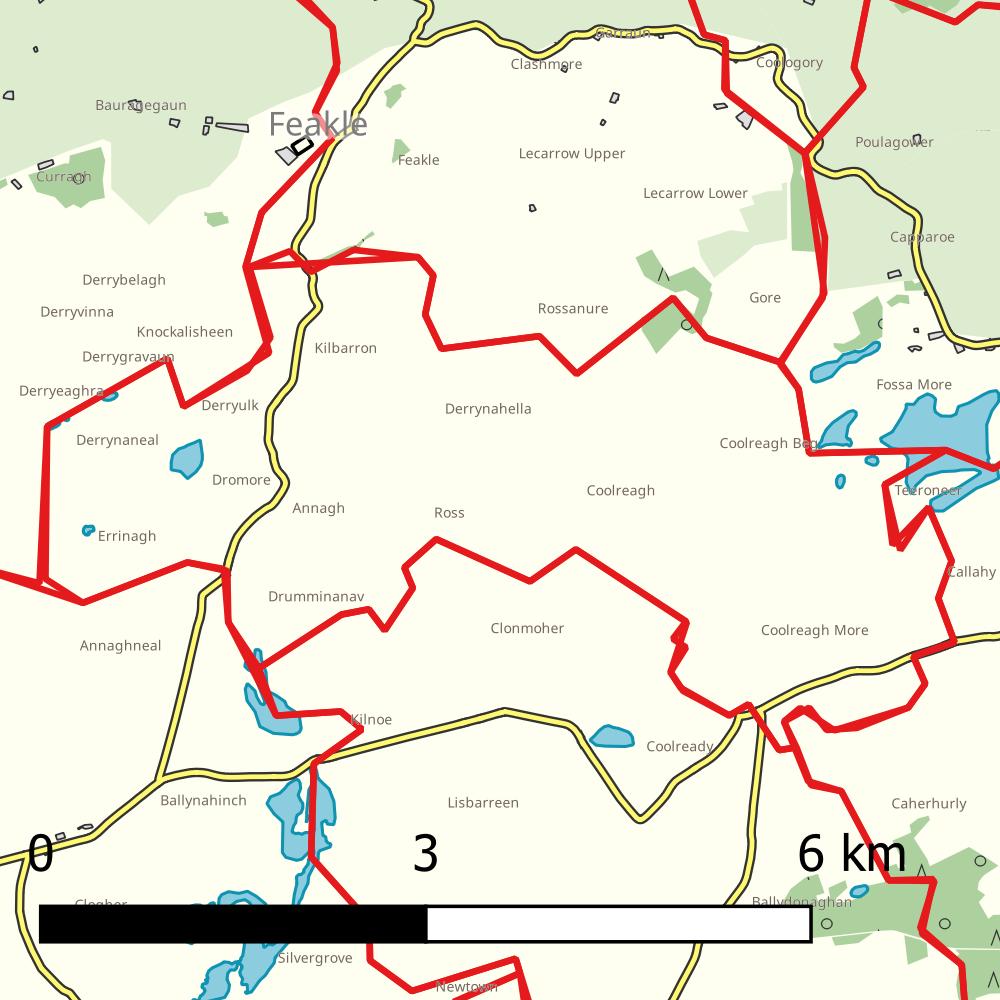 Garraun
Clashmore
Coologory
Bauragegaun
Feakle
Poulagower
Lecarrow Upper
Feakle
Curragh
Lecarrow Lower
Capparoe
Derrybelagh
Gore
Derryvinna
Rossanure
Knockalisheen
Kilbarron
Derrygravaun
Fossa More
Derryeaghra
Derryulk
Derrynahella
Derrynaneal
Coolreagh Beg
Dromore
Coolreagh
Teeroneer
Annagh
Ross
Errinagh
Callahy
Drumminanav
Clonmoher
Coolreagh More
Annaghneal
Kilnoe
Coolready
Ballynahinch
Lisbarreen
Caherhurly
0 3 6 km
Ballydonaghan
Clogher
Silvergrove
Newtown